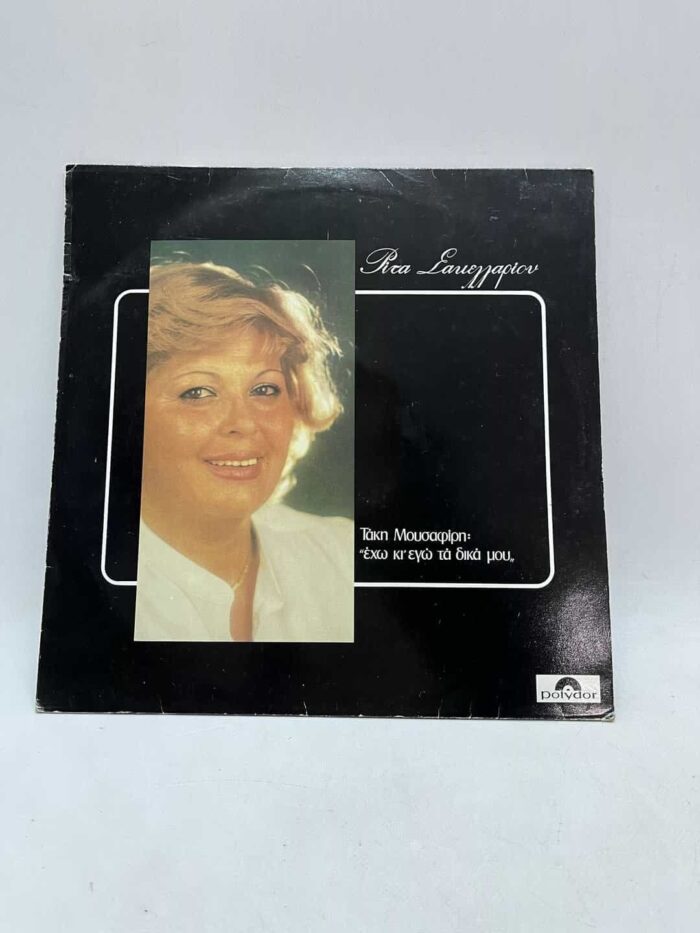 Ρίτα Σακελλαρίου
Τάκη Μουσαφίρη:
"έχω κι' εγώ τά δικά μου„
polydor